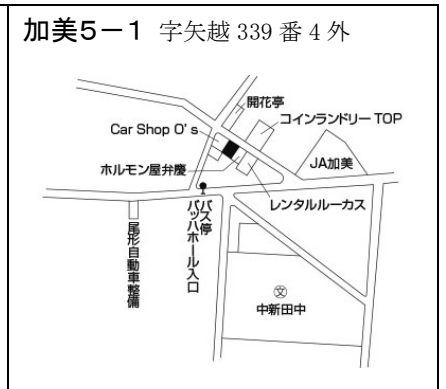 加美5－1 字矢越 339 番 4 外
開花亭
コインランドリー TOP
Car Shop O's
JA加美
ホルモン屋弁慶
レンタルルーカス
バス停
バッハホール入口
尾形自動車整備
文
中新田中